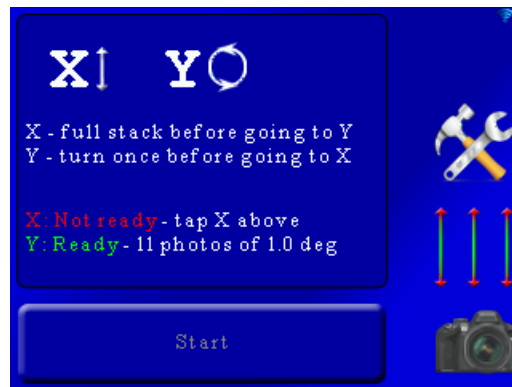 X Y
X - full stack before going to Y
Y - turn once before going to X
X: Not ready - tap X above
Y: Ready - 11 photos of 1.0 deg
Start